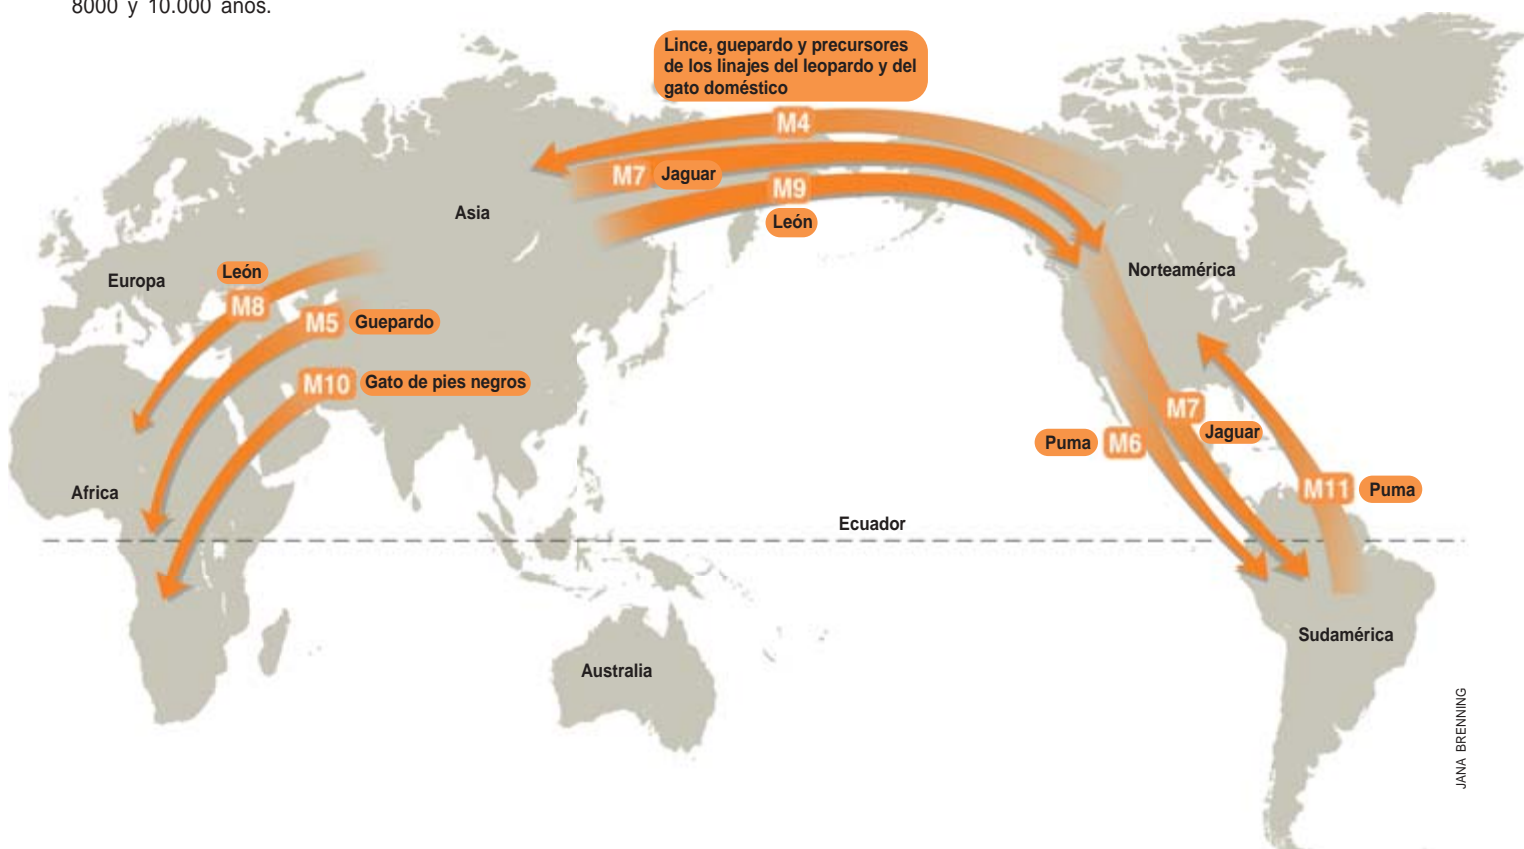 8000 y 10.000 años.
Lince, guepardo y precursores
de los linajes del leopardo y del
gato doméstico
M4
M7 Jaguar
M9
León
Asia
Europa
León
M8
M5 Guepardo
M10 Gato de pies negros
Norteamérica
M7
Jaguar
Puma M6
M11 Puma
Africa
Ecuador
Sudamérica
Australia
JANA BRENNING